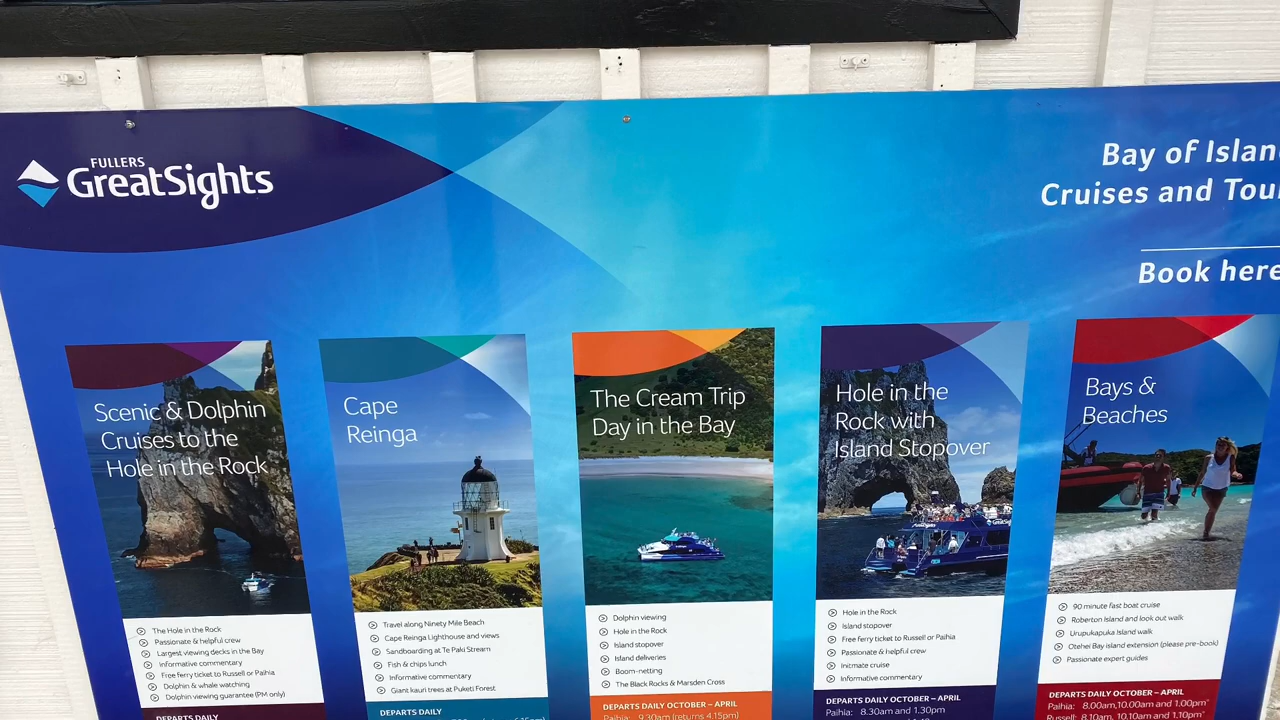 FULLERS
GreatSights
Bay of Islan
Cruises and Tou
Book here
Scenic & Dolphin
Cruises to the
Hole in the Rock
The Hole in the Rock
Passionate & helpful crew
Largest viewing decks in the Bay
Informative commentary
Free ferry ticket to Russell or Paihia
Dolphin & whale watching
Dolphin viewing guarantee (PM only)
DEPARTS DAILY
Cape
Reinga
Travel along Ninety Mile Beach
Cape Reinga Lighthouse and views
Sandboarding at Te Paki Stream
Fish & chips lunch
Informative commentary
Giant kauri trees at Puketi Forest
DEPARTS DAILY
The Cream Trip
Day in the Bay
Dolphin viewing
Hole in the Rock
Island stopover
Island deliveries
Boom-netting
The Black Rocks & Marsden Cross
DEPARTS DAILY OCTOBER – APRIL
Paihia: 9.30am (returns 4.15pm)
Hole in the
Rock with
Island Stopover
Hole in the Rock
Island stopover
Free ferry ticket to Russell or Paihia
Passionate & helpful crew
Initmate cruise
Informative commentary
DEPARTS DAILY OCTOBER – APRIL
Paihia: 8.30am and 1.30pm
Bays &
Beaches
90 minute fast boat cruise
Roberton Island and look out walk
Urupukapuka Island walk
Otehei Bay island extension (please pre-book)
Passionate expert guides
DEPARTS DAILY OCTOBER – APRIL
Paihia: 8.00am,10.00am and 1.00pm*
Russell: 8.10am, 10.10am and 1.10pm*